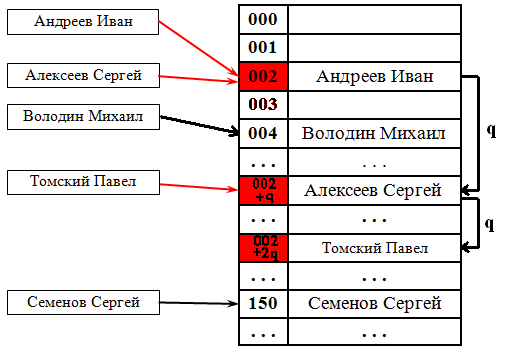 Андреев Иван
Алексеев Сергей
Володин Михаил
Томский Павел
Семенов Сергей
000
001
002 Андреев Иван
003
004 Володин Михаил
... ...
002 +q Алексеев Сергей
... ...
002 +2q Томский Павел
... ...
150 Семенов Сергей
... ...
q
q